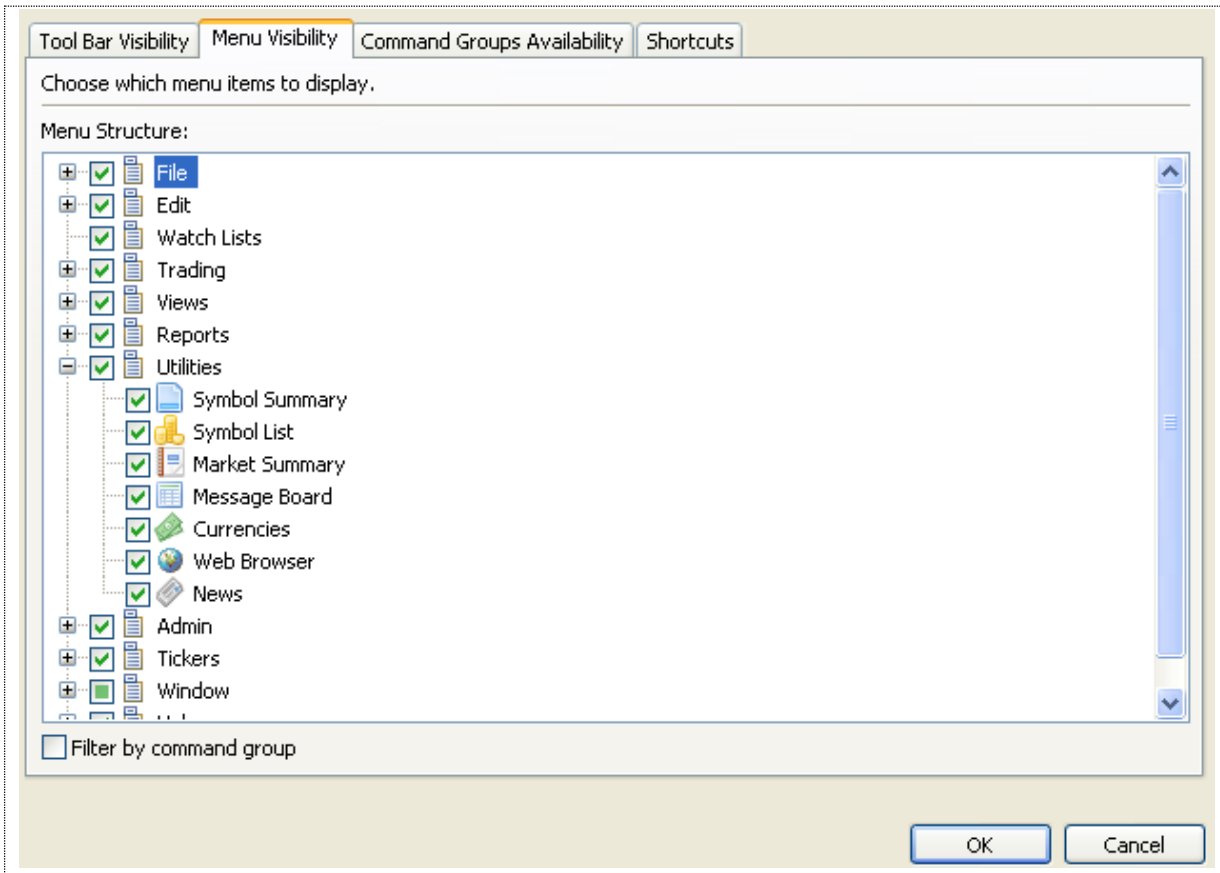 Tool Bar Visibility Menu Visibility Command Groups Availability Shortcuts
Choose which menu items to display.
Menu Structure:
File
Edit
Watch Lists
Trading
Views
Reports
Utilities
Symbol Summary
Symbol List
Market Summary
Message Board
Currencies
Web Browser
News
Admin
Tickers
Window
Filter by command group
OK Cancel